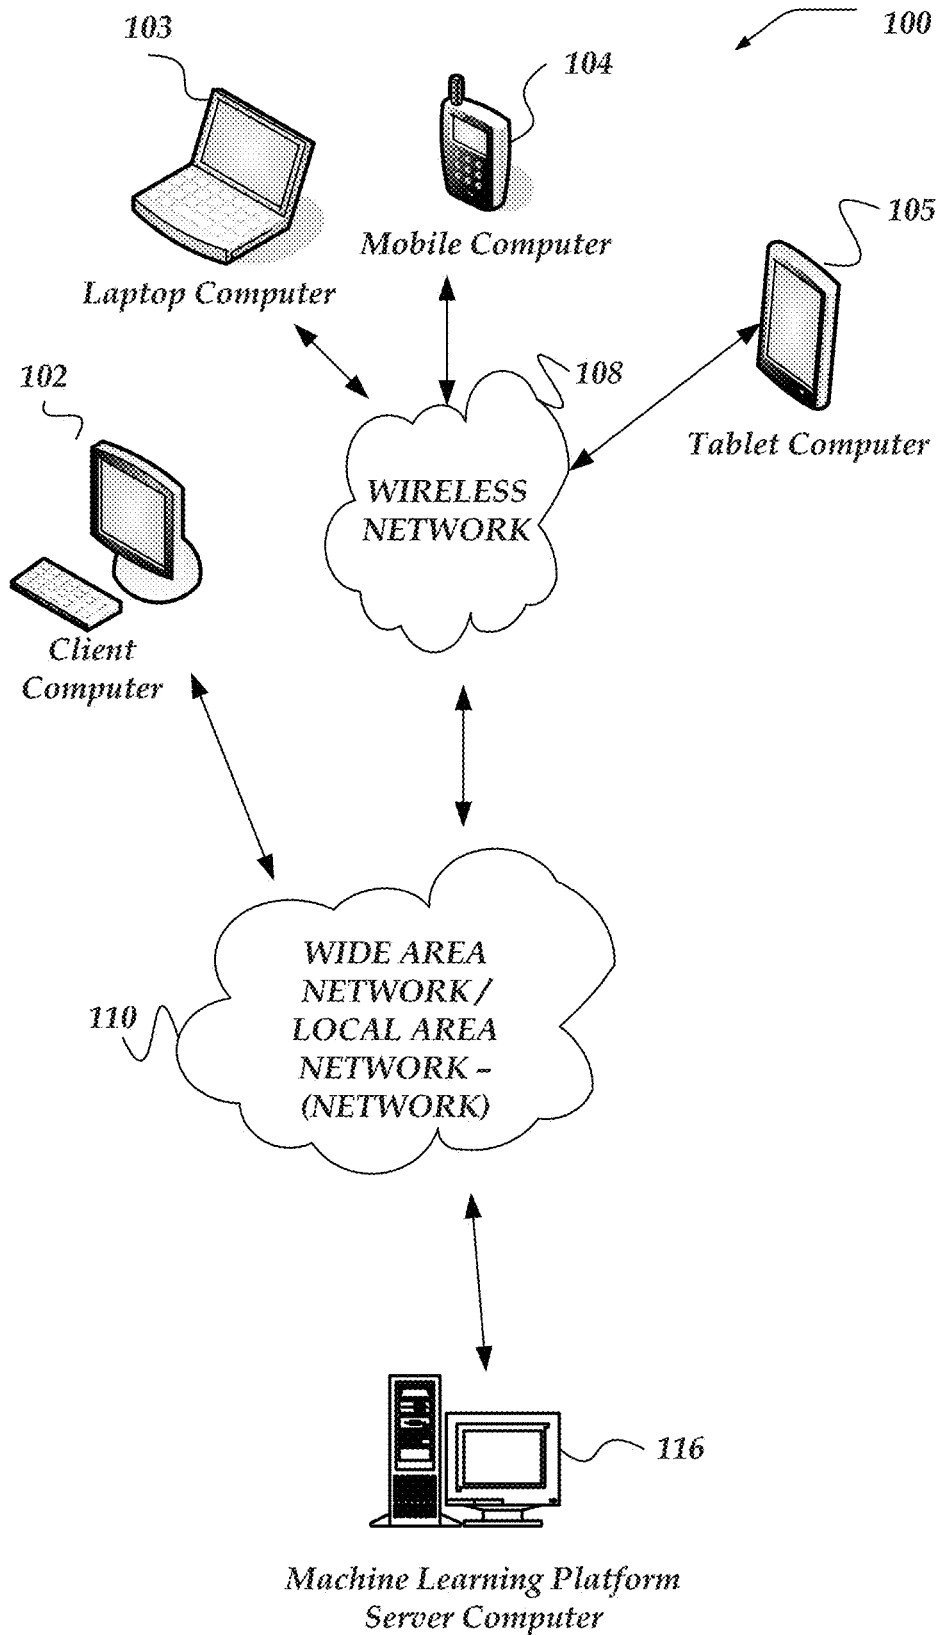 100
103
104
105
Mobile Computer
Laptop Computer
102
108
Tablet Computer
WIRELESS
NETWORK
Client
Computer
WIDE AREA
NETWORK /
LOCAL AREA
NETWORK –
(NETWORK)
110
116
Machine Learning Platform
Server Computer